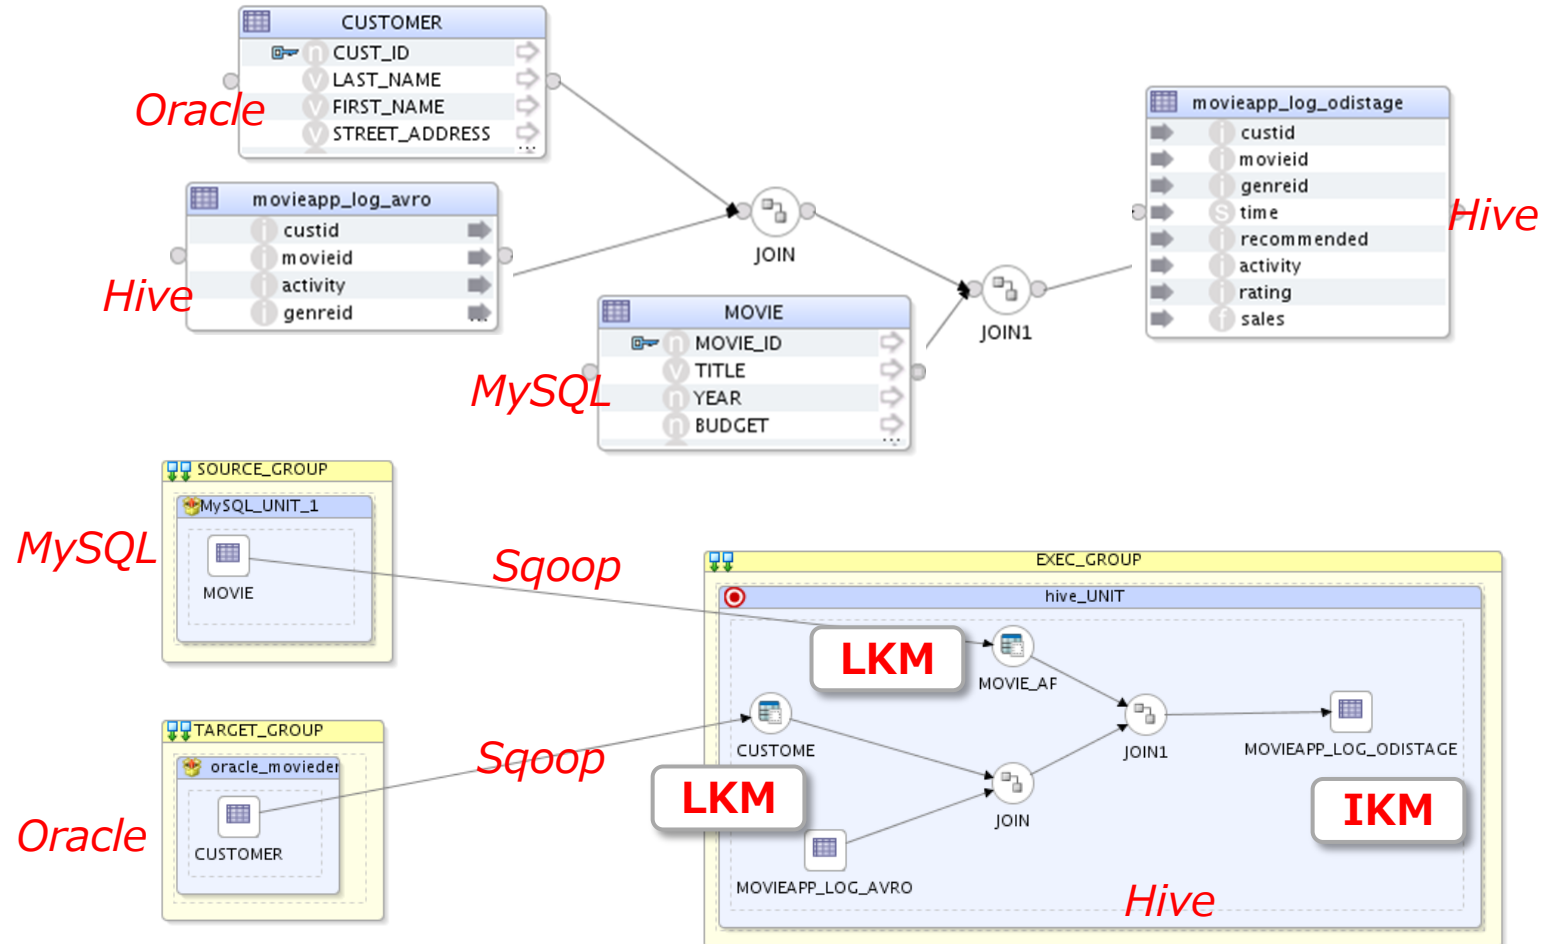 CUSTOMER
CUST_ID
LAST_NAME
FIRST_NAME
STREET_ADDRESS
...
Oracle
movieapp_log_avro
custid
movieid
activity
genreid
...
Hive
JOIN
MOVIE
MOVIE_ID
TITLE
YEAR
BUDGET
...
MySQL
JOIN1
movieapp_log_odistage
custid
movieid
genreid
time
recommended
activity
rating
sales
Hive
SOURCE_GROUP
MySQL_UNIT_1
MOVIE
MySQL
Sqoop
TARGET_GROUP
oracle_movieder
CUSTOMER
Oracle
Sqoop
EXEC_GROUP
hive_UNIT
LKM
MOVIE_AP
CUSTOME
LKM
JOIN1
JOIN
MOVIEAPP_LOG_ODISTAGE
IKM
MOVIEAPP_LOG_AVRO
Hive